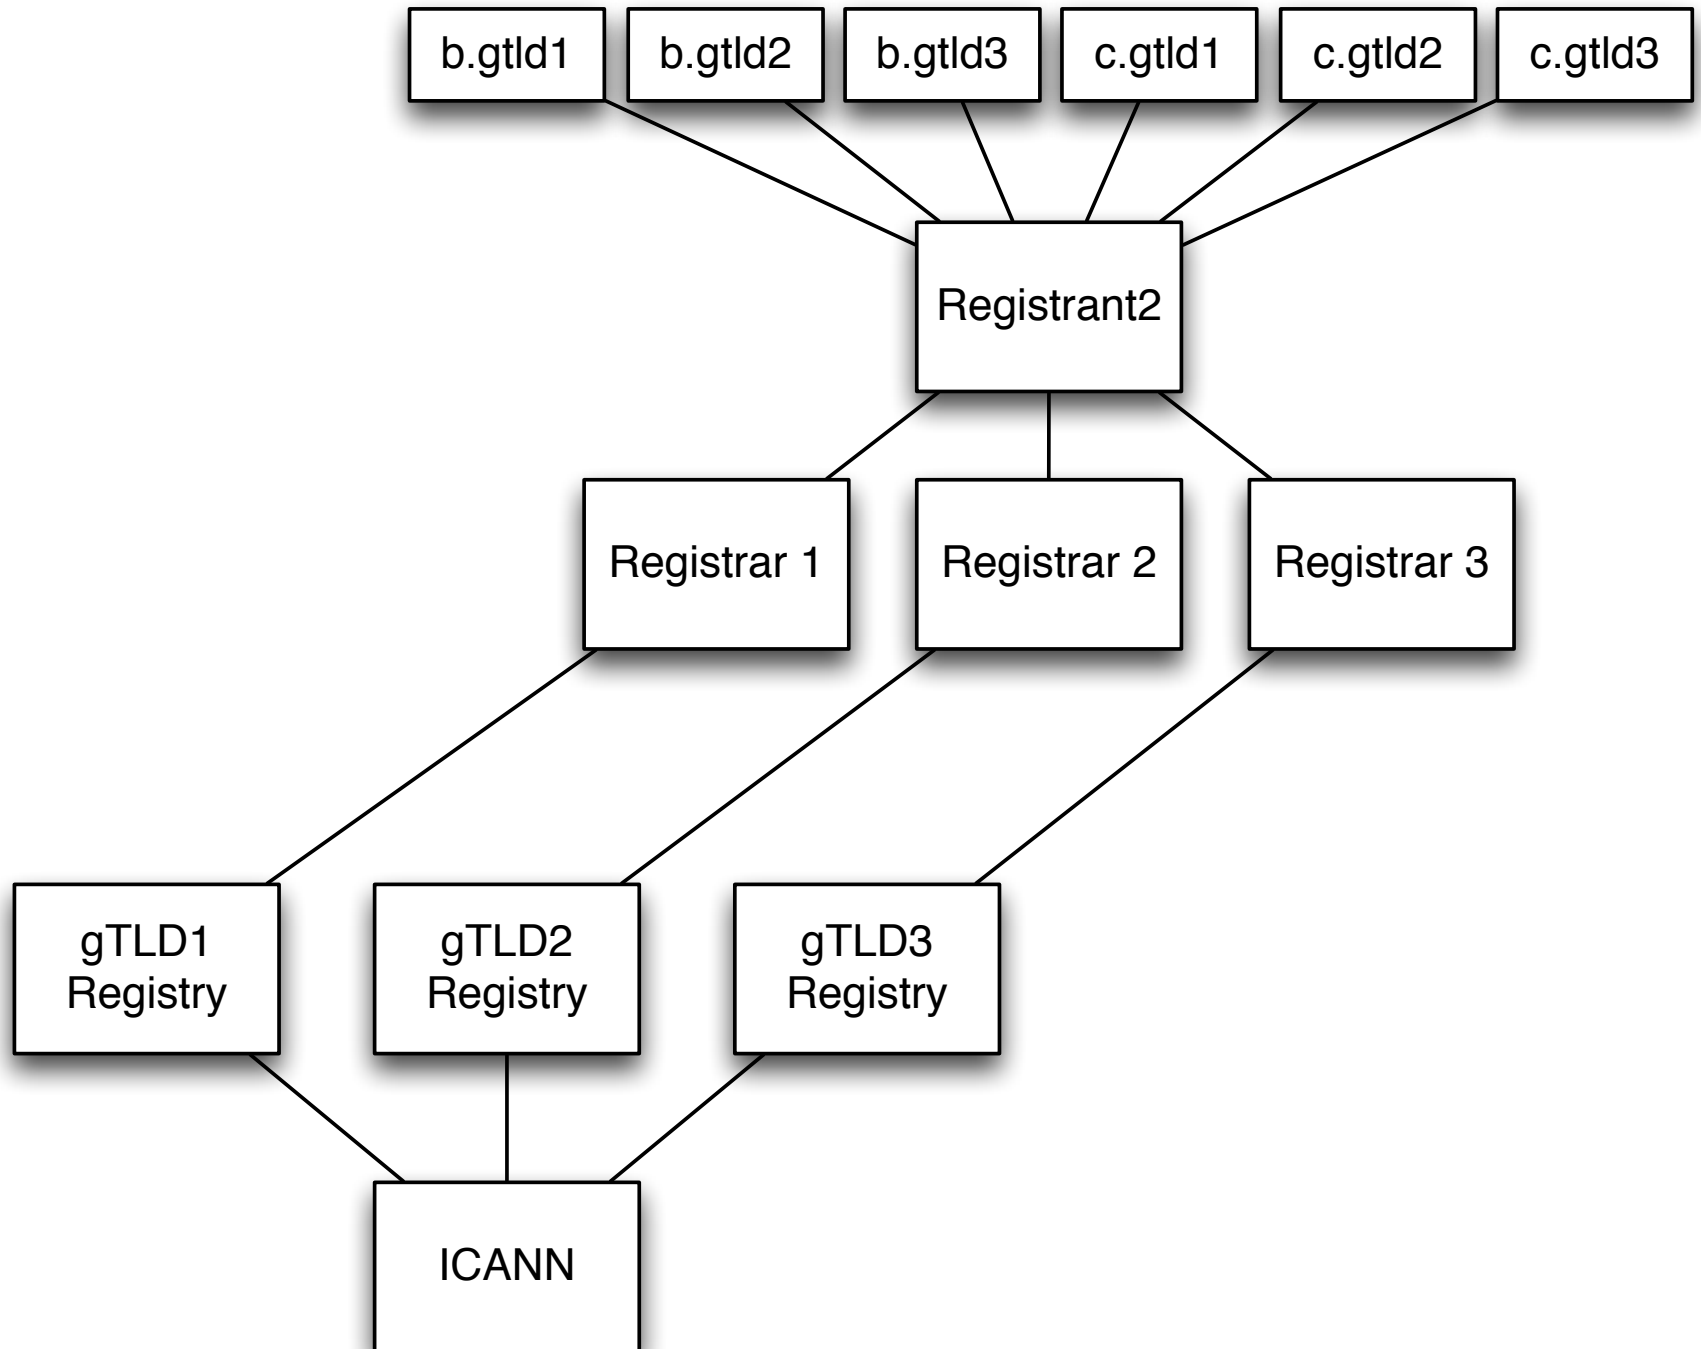 b.gtld1
b.gtld2
b.gtld3
c.gtld1
c.gtld2
c.gtld3
Registrant2
Registrar 1
Registrar 2
Registrar 3
gTLD1
Registry
gTLD2
Registry
gTLD3
Registry
ICANN